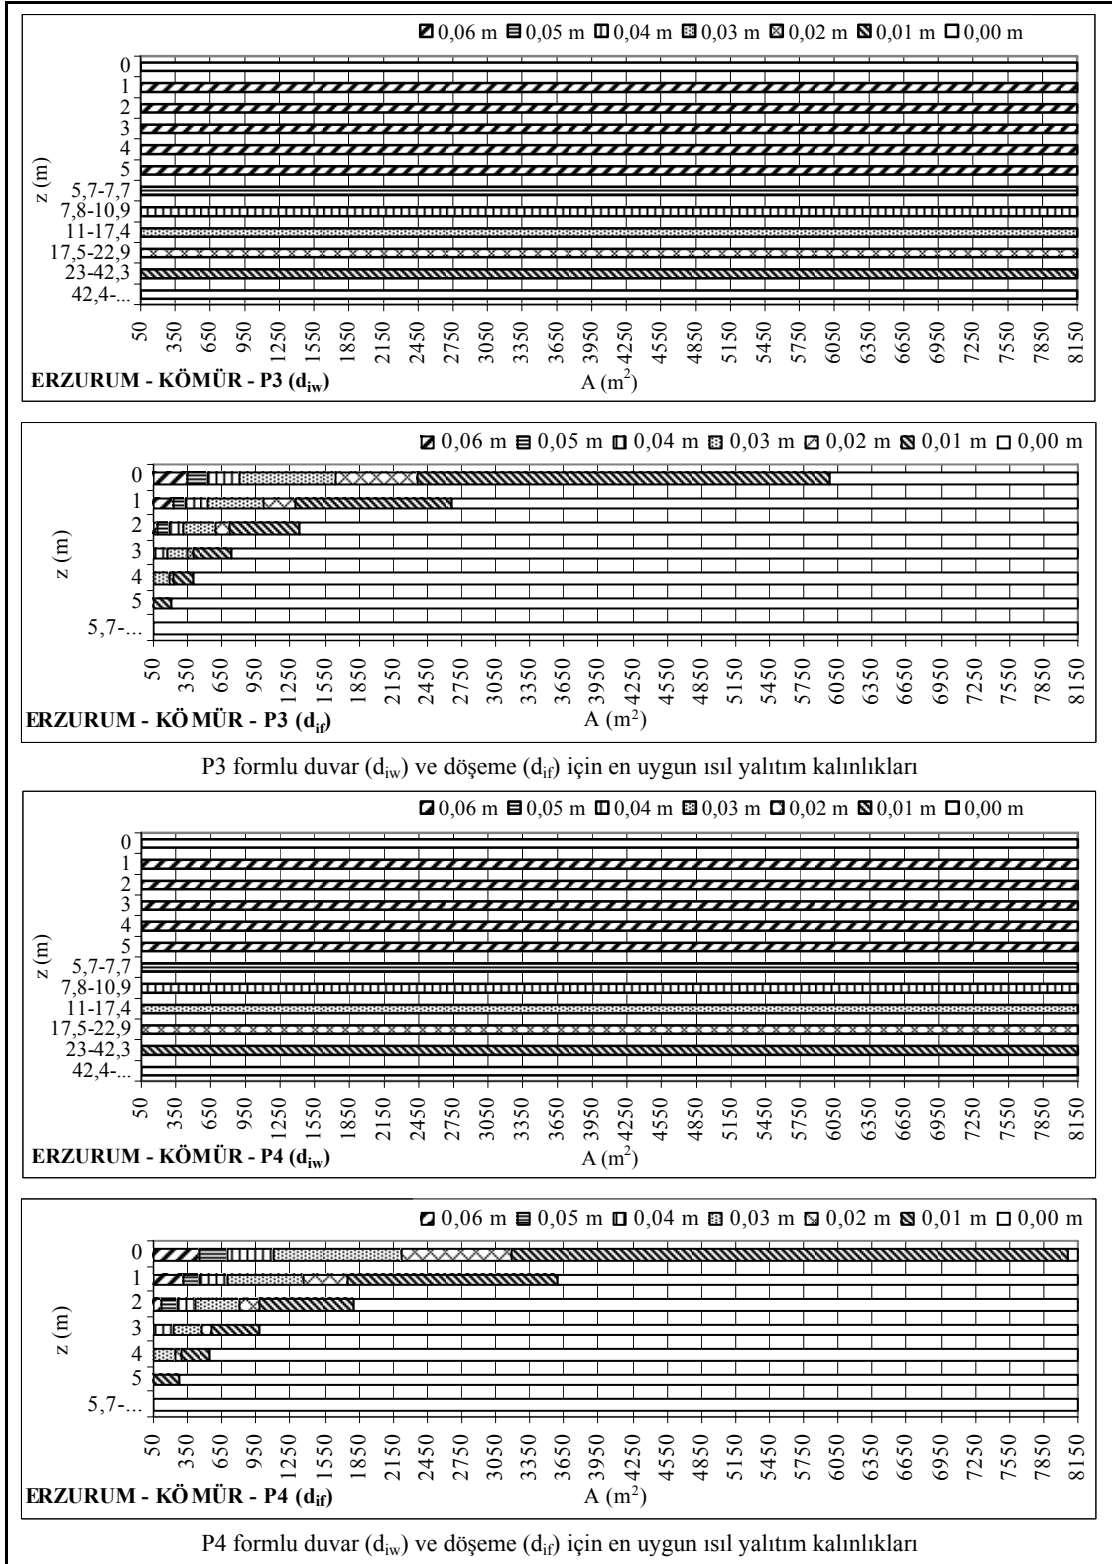 0,06 m 0,05 m 0,04 m 0,03 m 0,02 m 0,01 m 0,00 m
z (m)
0
1
2
3
4
5
5,7-7,7
7,8-10,9
11-17,4
17,5-22,9
23-42,3
42,4-...
50 350 650 950 1250 1550 1850 2150 2450 2750 3050 3350 3650 3950 4250 4550 4850 5150 5450 5750 6050 6350 6650 6950 7250 7550 7850 8150
ERZURUM - KÖMÜR - P3 (d_iw)
A (m²)
0,06 m 0,05 m 0,04 m 0,03 m 0,02 m 0,01 m 0,00 m
z (m)
0
1
2
3
4
5
5,7-...
50 350 650 950 1250 1550 1850 2150 2450 2750 3050 3350 3650 3950 4250 4550 4850 5150 5450 5750 6050 6350 6650 6950 7250 7550 7850 8150
ERZURUM - KÖMÜR - P3 (d_if)
A (m²)
P3 formlu duvar (d_iw) ve döşeme (d_if) için en uygun ısıl yalıtım kalınlıkları
0,06 m 0,05 m 0,04 m 0,03 m 0,02 m 0,01 m 0,00 m
z (m)
0
1
2
3
4
5
5,7-7,7
7,8-10,9
11-17,4
17,5-22,9
23-42,3
42,4-...
50 350 650 950 1250 1550 1850 2150 2450 2750 3050 3350 3650 3950 4250 4550 4850 5150 5450 5750 6050 6350 6650 6950 7250 7550 7850 8150
ERZURUM - KÖMÜR - P4 (d_iw)
A (m²)
0,06 m 0,05 m 0,04 m 0,03 m 0,02 m 0,01 m 0,00 m
z (m)
0
1
2
3
4
5
5,7-...
50 350 650 950 1250 1550 1850 2150 2450 2750 3050 3350 3650 3950 4250 4550 4850 5150 5450 5750 6050 6350 6650 6950 7250 7550 7850 8150
ERZURUM - KÖMÜR - P4 (d_if)
A (m²)
P4 formlu duvar (d_iw) ve döşeme (d_if) için en uygun ısıl yalıtım kalınlıkları